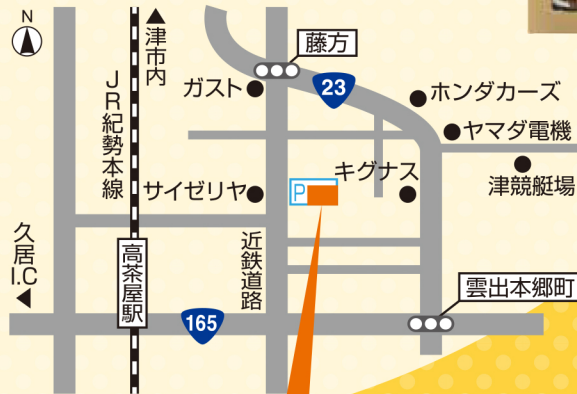 N
▲津市内
藤方
ガスト
23
ホンダカーズ
JR紀勢本線
ヤマダ電機
サイゼリヤ
P
キグナス
津競艇場
久居I.C◀
高茶屋駅
近鉄道路
165
雲出本郷町